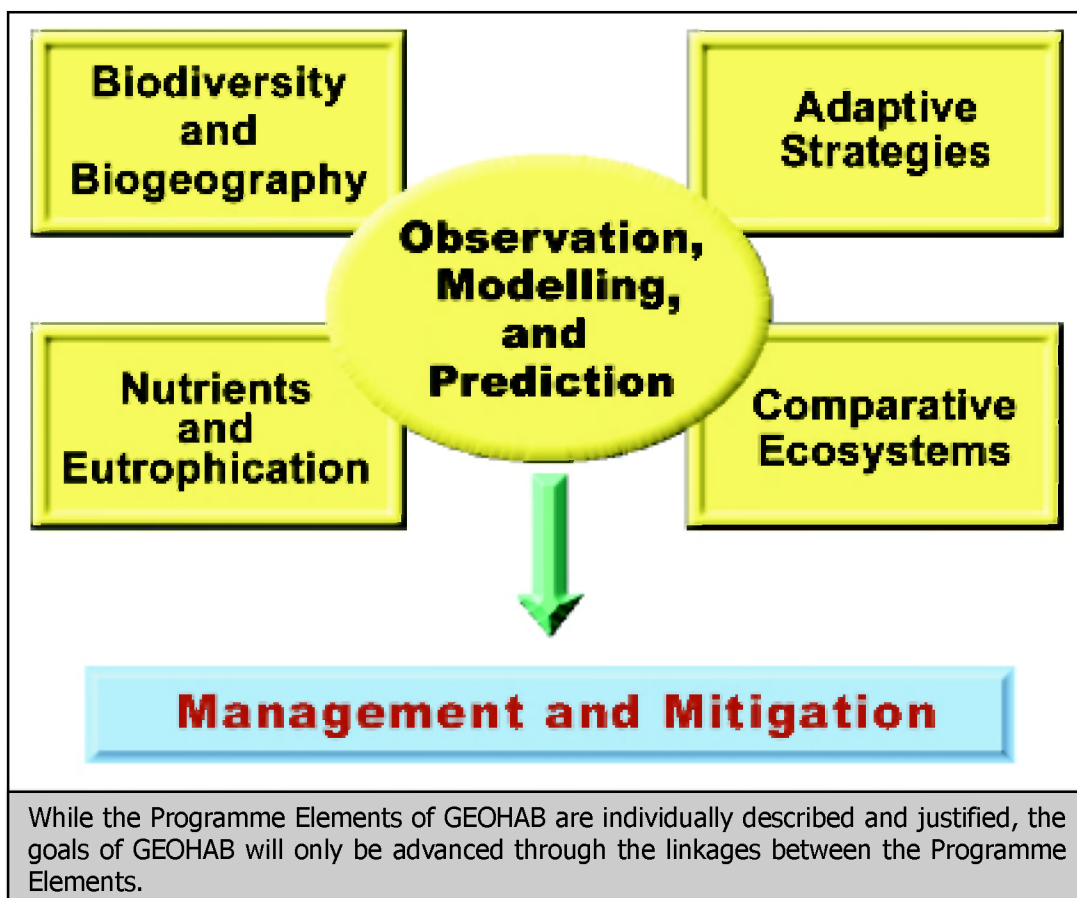 Biodiversity
and
Biogeography
Adaptive
Strategies
Observation,
Modelling,
and
Prediction
Nutrients
and
Eutrophication
Comparative
Ecosystems
Management and Mitigation
While the Programme Elements of GEOHAB are individually described and justified, the
goals of GEOHAB will only be advanced through the linkages between the Programme
Elements.